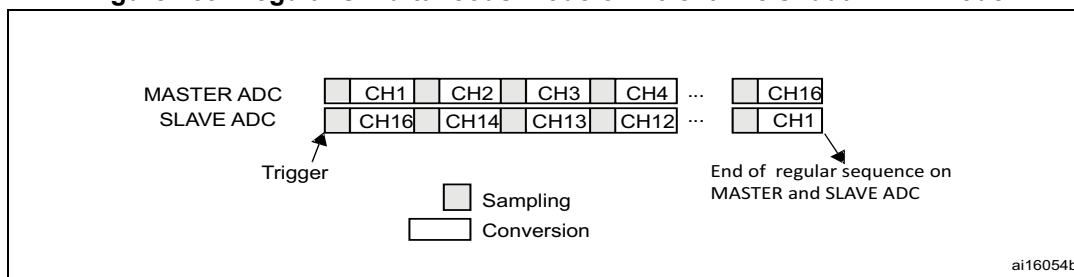 MASTER ADC CH1 CH2 CH3 CH4 ... CH16
SLAVE ADC CH16 CH14 CH13 CH12 ... CH1
Trigger
End of regular sequence on
MASTER and SLAVE ADC
Sampling
Conversion
ai16054b